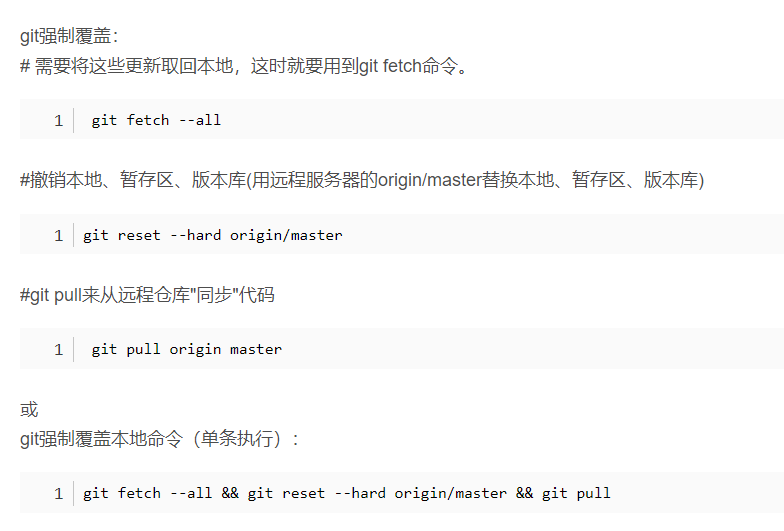 git强制覆盖：
# 需要将这些更新取回本地，这时就要用到git fetch命令。
1 git fetch --all
#撤销本地、暂存区、版本库(用远程服务器的origin/master替换本地、暂存区、版本库)
1 git reset --hard origin/master
#git pull来从远程仓库"同步"代码
1 git pull origin master
或
git强制覆盖本地命令（单条执行）：
1 git fetch --all && git reset --hard origin/master && git pull